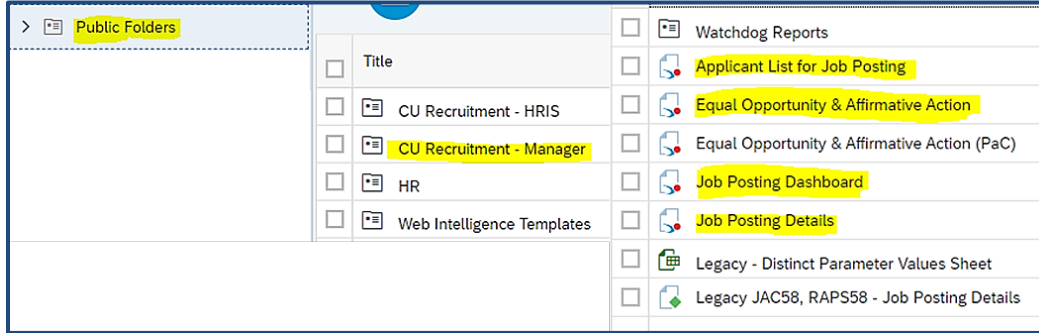 Public Folders
Title
CU Recruitment - HRIS
CU Recruitment - Manager
HR
Web Intelligence Templates
Watchdog Reports
Applicant List for Job Posting
Equal Opportunity & Affirmative Action
Equal Opportunity & Affirmative Action (PaC)
Job Posting Dashboard
Job Posting Details
Legacy - Distinct Parameter Values Sheet
Legacy JAC58, RAPS58 - Job Posting Details